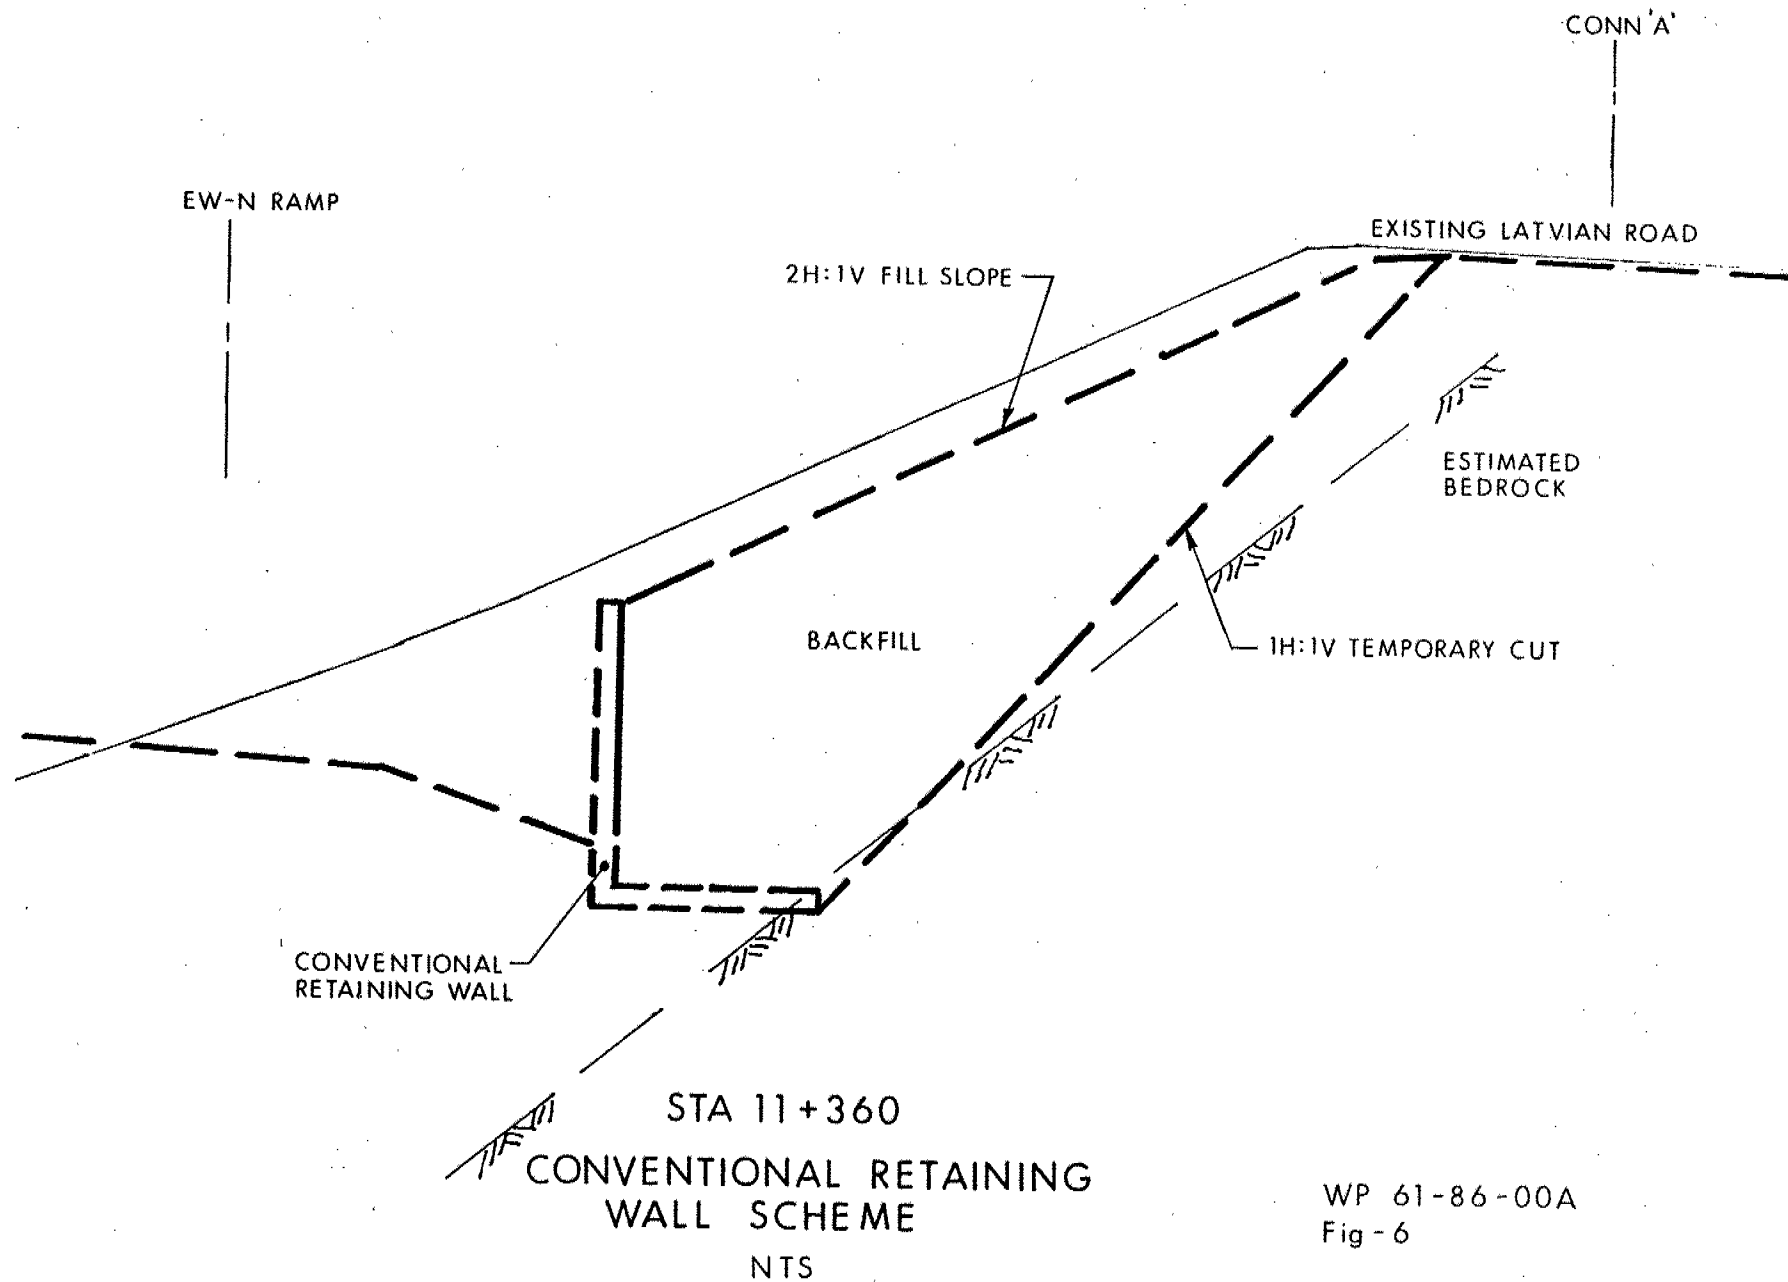 CONN 'A'
EW-N RAMP
EXISTING LATVIAN ROAD
2H:1V FILL SLOPE
ESTIMATED
BEDROCK
BACKFILL
1H:1V TEMPORARY CUT
CONVENTIONAL
RETAINING WALL
STA 11+360
CONVENTIONAL RETAINING
WALL SCHEME
NTS
WP 61-86-00A
Fig-6